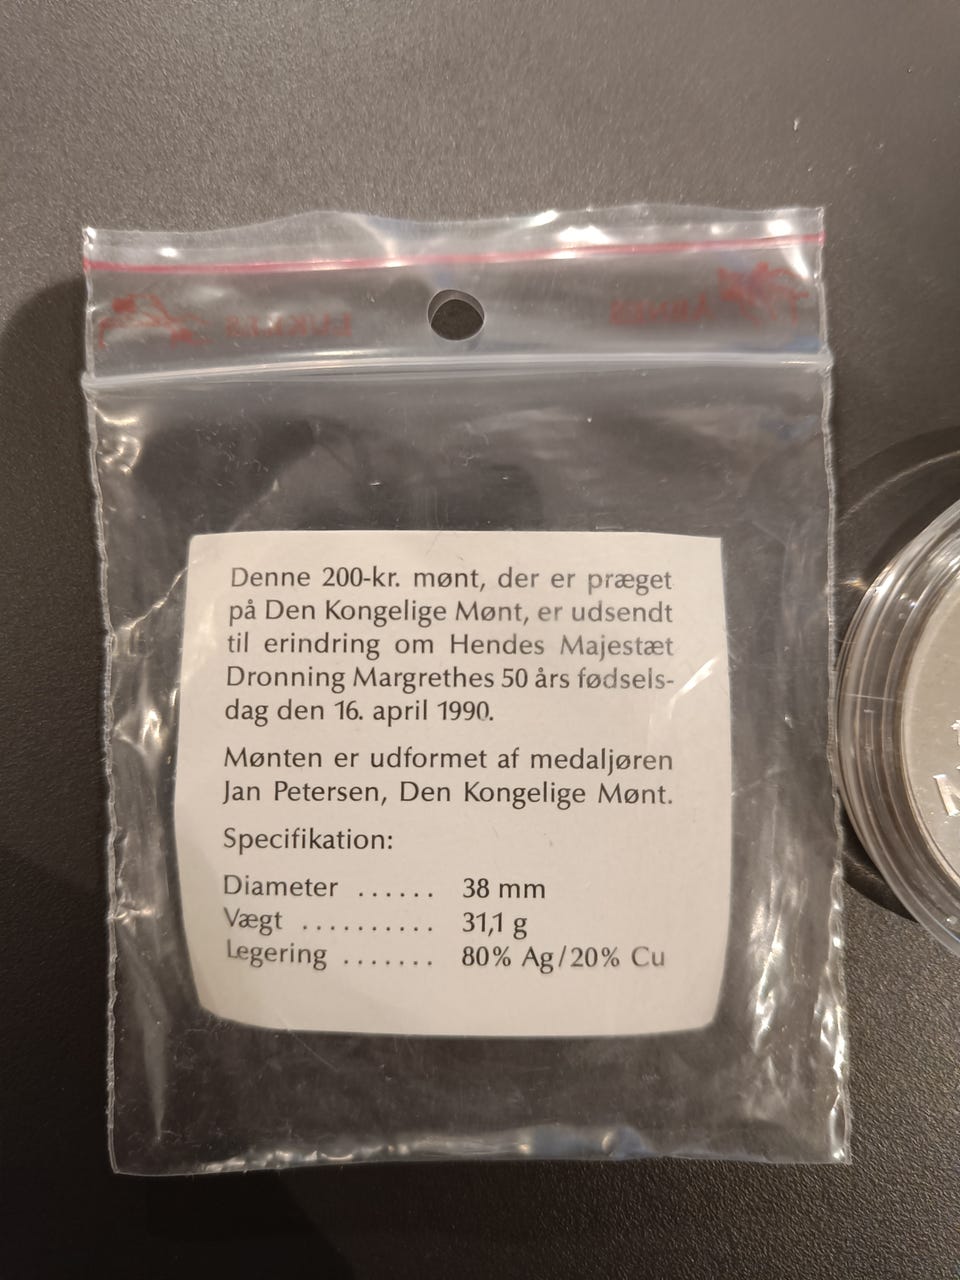 Denne 200-kr. mønt, der er præget
på Den Kongelige Mønt, er udsendt
til erindring om Hendes Majestæt
Dronning Margrethes 50 års fødsels-
dag den 16. april 1990.
Mønten er udformet af medaljøren
Jan Petersen, Den Kongelige Mønt.
Specifikation:
Diameter ...... 38 mm
Vægt .......... 31,1 g
Legering ....... 80% Ag/20% Cu